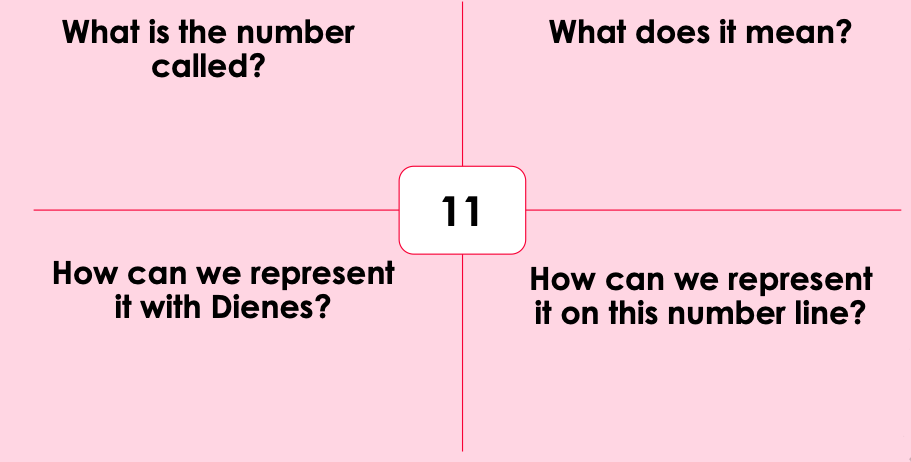 What is the number
called?
What does it mean?
11
How can we represent
it with Dienes?
How can we represent
it on this number line?